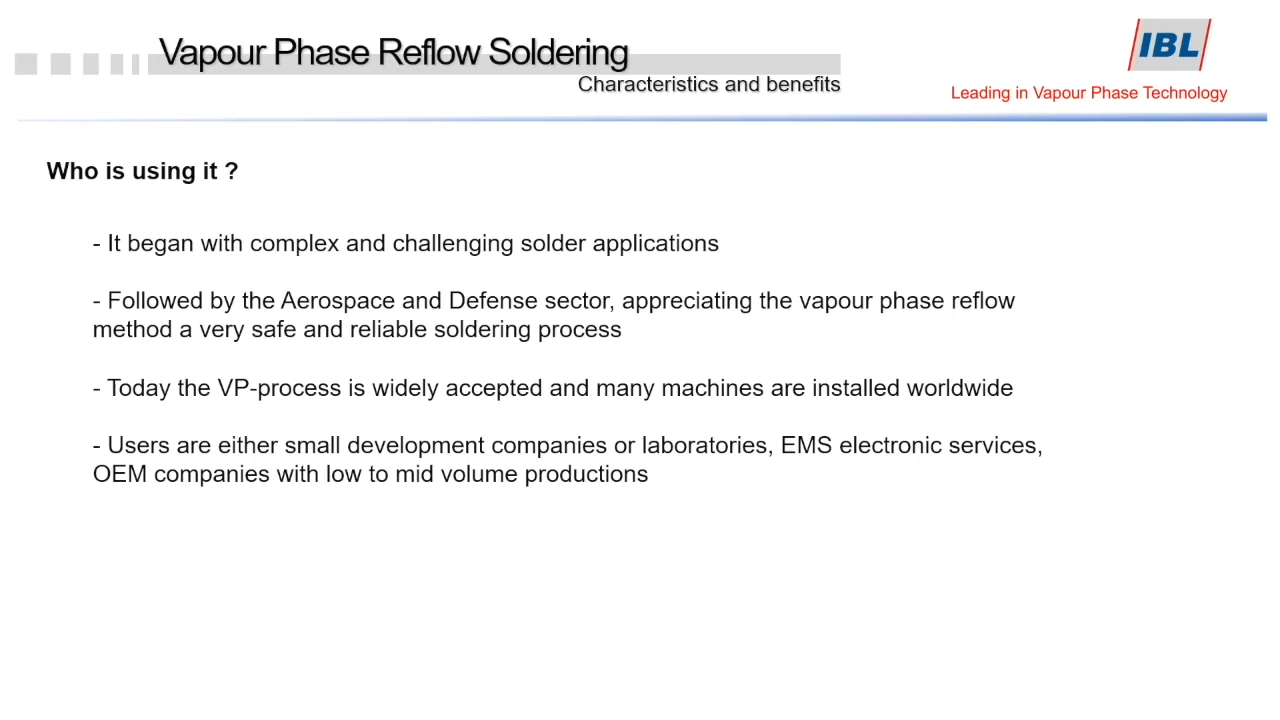 Vapour Phase Reflow Soldering
Characteristics and benefits
IBL
Leading in Vapour Phase Technology
Who is using it ?
- It began with complex and challenging solder applications
- Followed by the Aerospace and Defense sector, appreciating the vapour phase reflow
method a very safe and reliable soldering process
- Today the VP-process is widely accepted and many machines are installed worldwide
- Users are either small development companies or laboratories, EMS electronic services,
OEM companies with low to mid volume productions